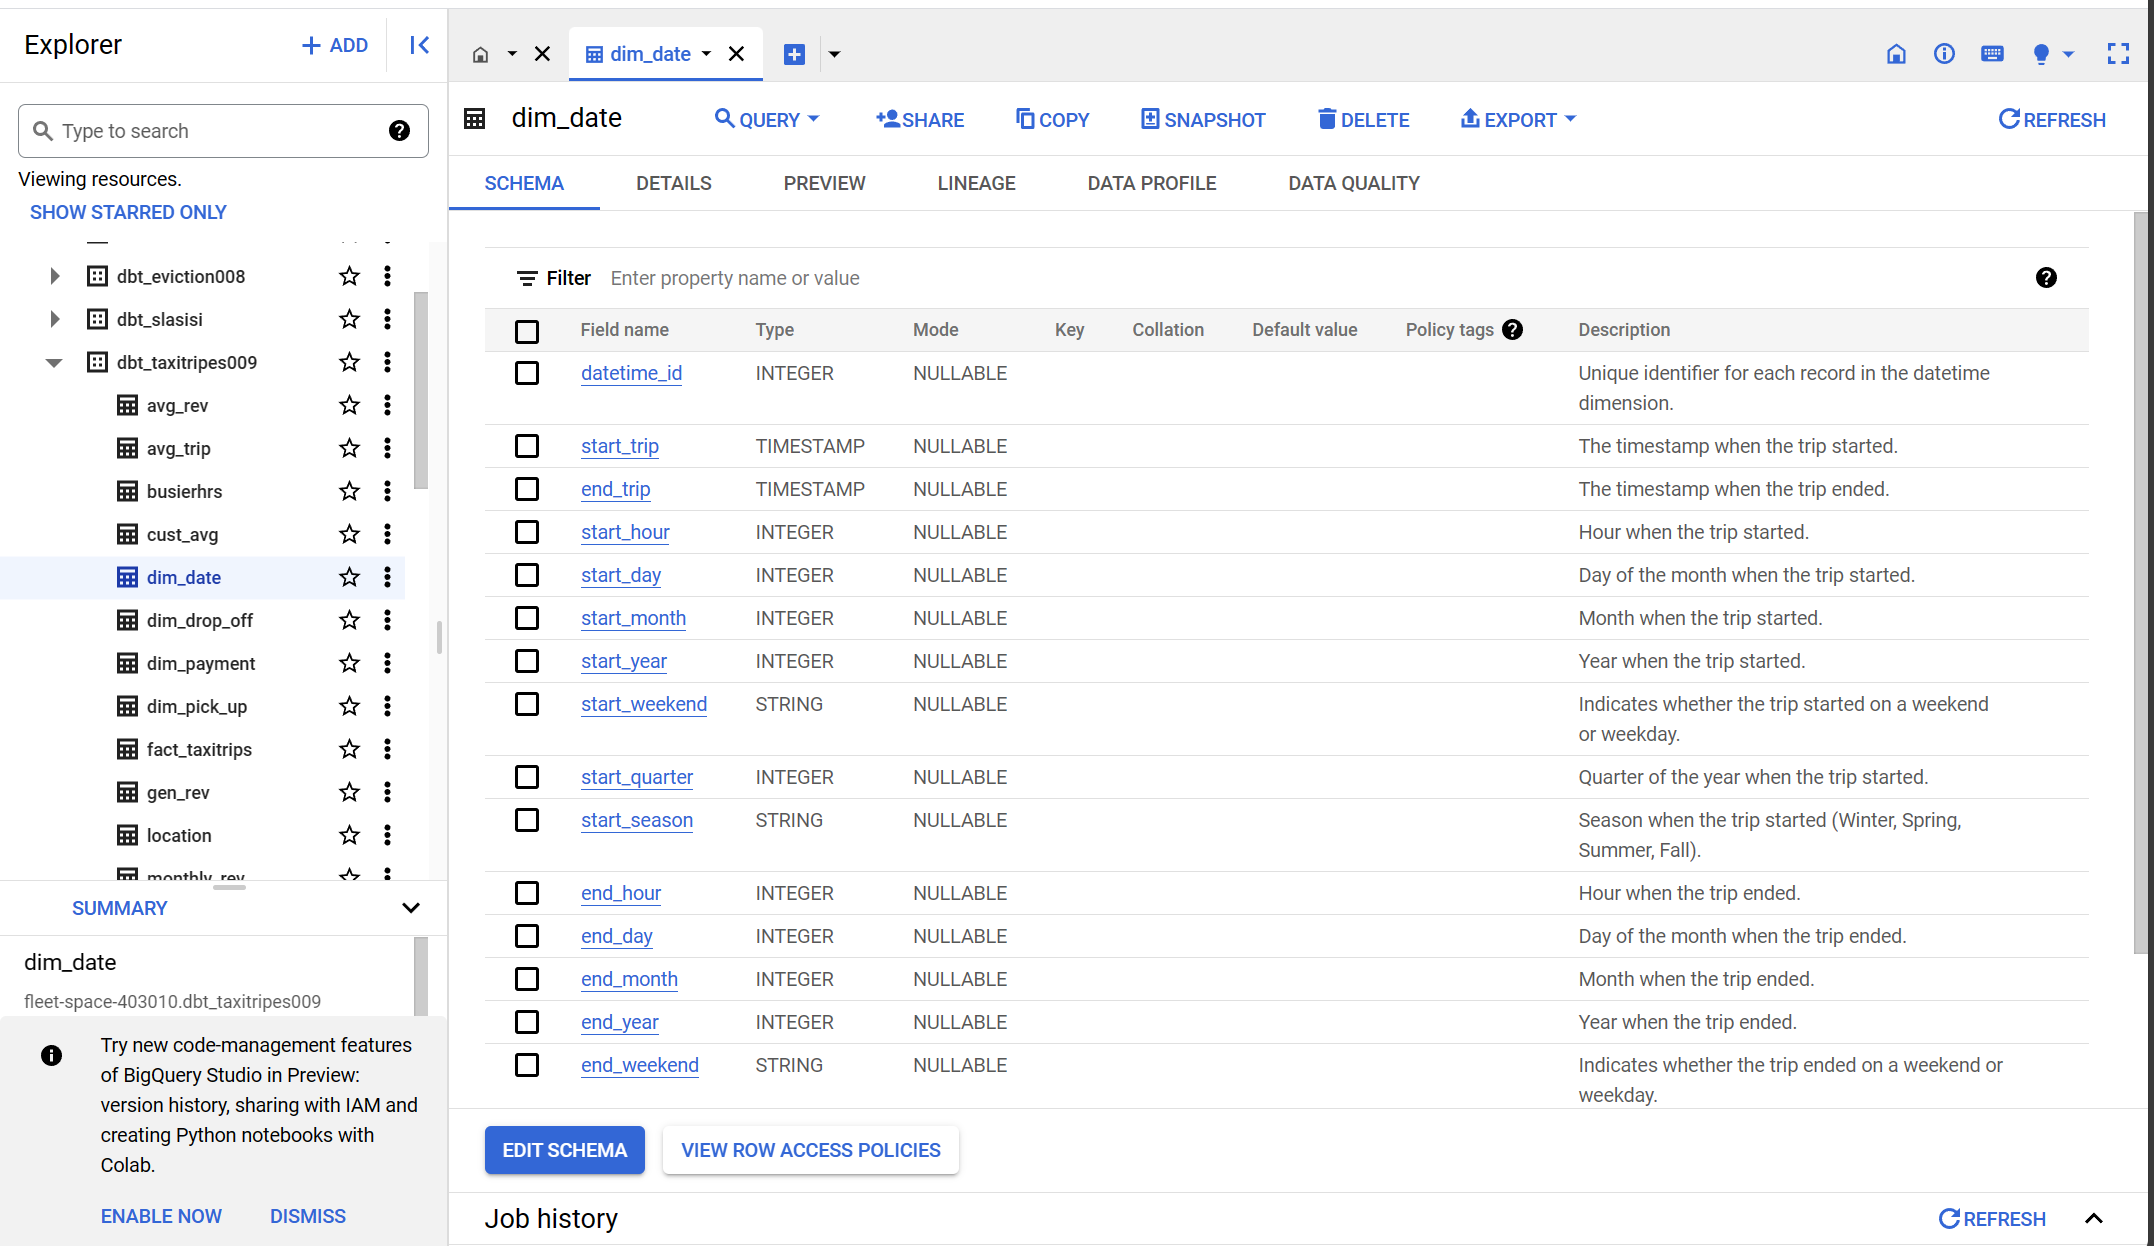 Explorer
+ ADD
dim_date
Type to search
Viewing resources.
SHOW STARRED ONLY
dbt_eviction008
dbt_slasisi
dbt_taxitripes009
avg_rev
avg_trip
busierhrs
cust_avg
dim_date
dim_drop_off
dim_payment
dim_pick_up
fact_taxitrips
gen_rev
location
monthly_rev
SUMMARY
dim_date
fleet-space-403010.dbt_taxitripes009
Try new code-management features
of BigQuery Studio in Preview:
version history, sharing with IAM and
creating Python notebooks with
Colab.
ENABLE NOW DISMISS
dim_date QUERY SHARE COPY SNAPSHOT DELETE EXPORT REFRESH
SCHEMA DETAILS PREVIEW LINEAGE DATA PROFILE DATA QUALITY
Filter Enter property name or value
Field name Type Mode Key Collation Default value Policy tags Description
datetime_id INTEGER NULLABLE Unique identifier for each record in the datetime
dimension.
start_trip TIMESTAMP NULLABLE The timestamp when the trip started.
end_trip TIMESTAMP NULLABLE The timestamp when the trip ended.
start_hour INTEGER NULLABLE Hour when the trip started.
start_day INTEGER NULLABLE Day of the month when the trip started.
start_month INTEGER NULLABLE Month when the trip started.
start_year INTEGER NULLABLE Year when the trip started.
start_weekend STRING NULLABLE Indicates whether the trip started on a weekend
or weekday.
start_quarter INTEGER NULLABLE Quarter of the year when the trip started.
start_season STRING NULLABLE Season when the trip started (Winter, Spring,
Summer, Fall).
end_hour INTEGER NULLABLE Hour when the trip ended.
end_day INTEGER NULLABLE Day of the month when the trip ended.
end_month INTEGER NULLABLE Month when the trip ended.
end_year INTEGER NULLABLE Year when the trip ended.
end_weekend STRING NULLABLE Indicates whether the trip ended on a weekend or
weekday.
EDIT SCHEMA VIEW ROW ACCESS POLICIES
Job history REFRESH